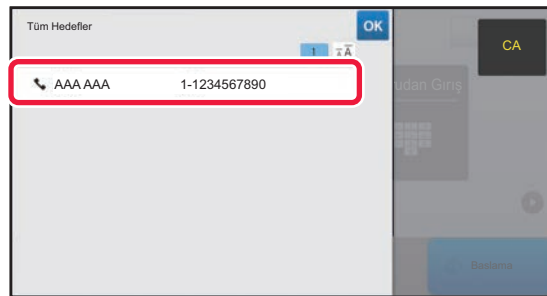 Tüm Hedefler
OK
1
CA
AAA AAA 1-1234567890
udan Giriş
Başlama